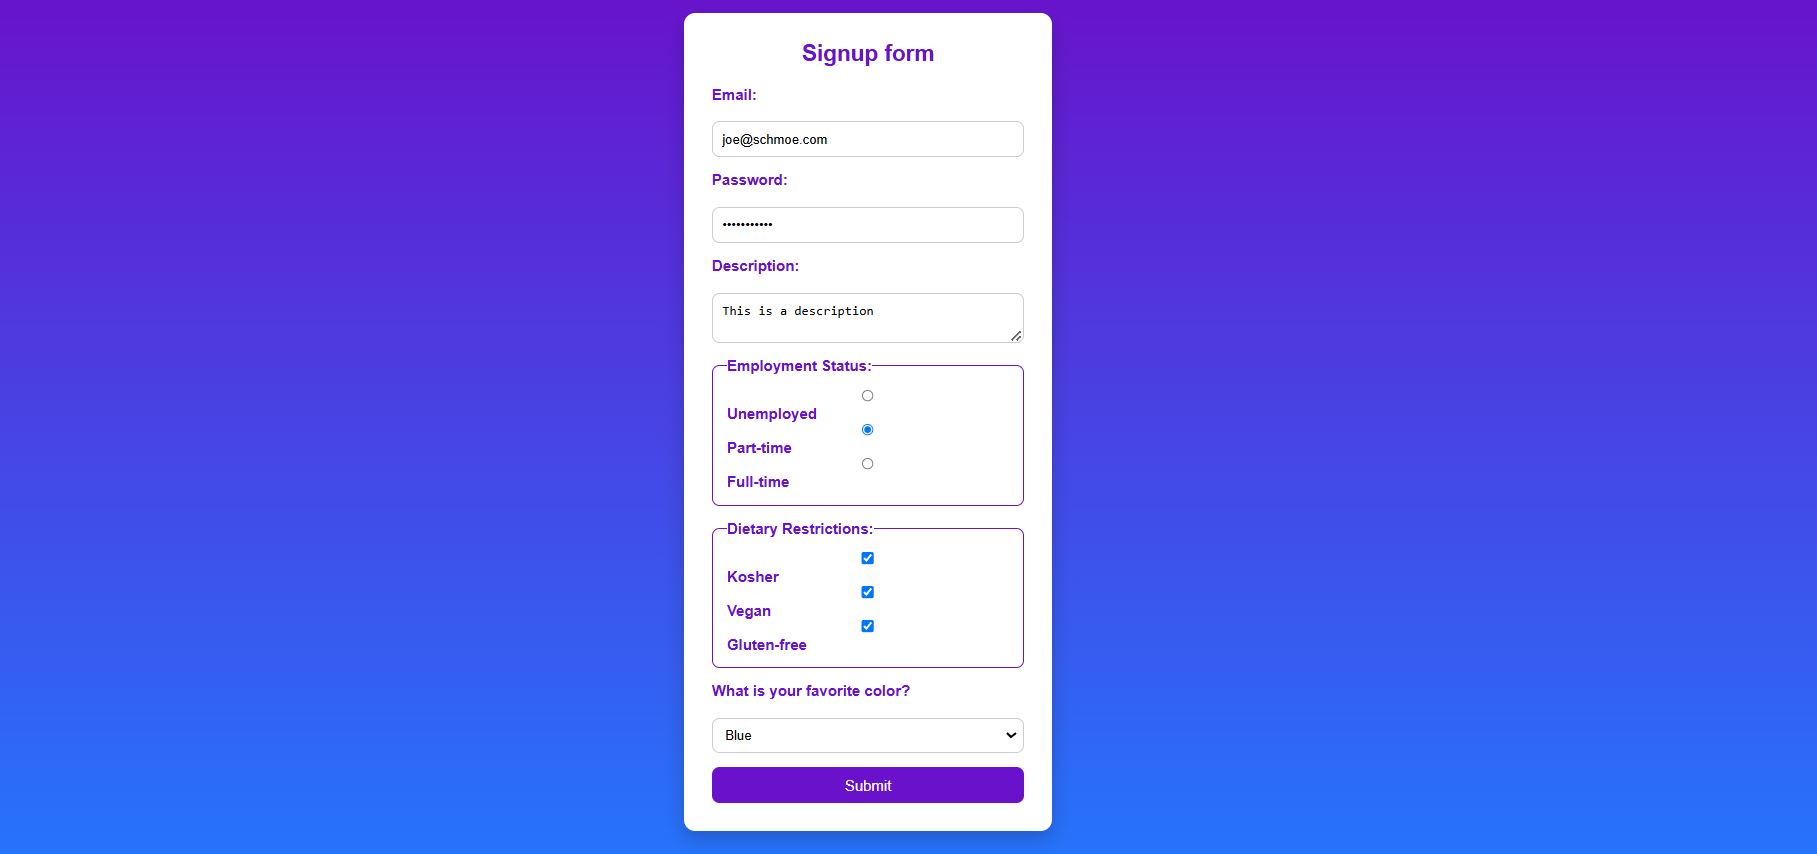 Signup form
Email:
joe@schmoe.com
Password:
•••••••••••
Description:
This is a description
Employment Status:
Unemployed
Part-time
Full-time
Dietary Restrictions:
Kosher
Vegan
Gluten-free
What is your favorite color?
Blue
Submit